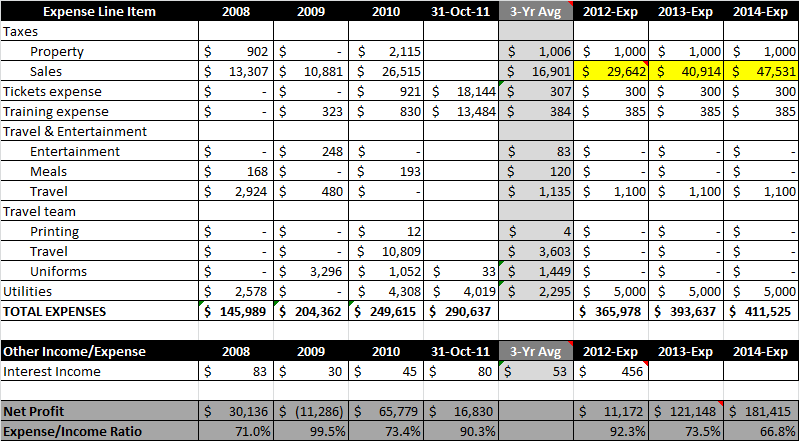 Expense Line Item 2008 2009 2010 31-Oct-11 3-Yr Avg 2012-Exp 2013-Exp 2014-Exp
Taxes
Property $ 902 $ - $ 2,115 $ 1,006 $ 1,000 $ 1,000 $ 1,000
Sales $ 13,307 $ 10,881 $ 26,515 $ 16,901 $ 29,642 $ 40,914 $ 47,531
Tickets expense $ - $ - $ 921 $ 18,144 $ 307 $ 300 $ 300 $ 300
Training expense $ - $ 323 $ 830 $ 13,484 $ 384 $ 385 $ 385 $ 385
Travel & Entertainment
Entertainment $ - $ 248 $ - $ 83 $ - $ - $ -
Meals $ 168 $ - $ 193 $ 120 $ - $ - $ -
Travel $ 2,924 $ 480 $ - $ 1,135 $ 1,100 $ 1,100 $ 1,100
Travel team
Printing $ - $ - $ 12 $ 4 $ - $ - $ -
Travel $ - $ - $ 10,809 $ 3,603 $ - $ - $ -
Uniforms $ - $ 3,296 $ 1,052 $ 33 $ 1,449 $ - $ - $ -
Utilities $ 2,578 $ - $ 4,308 $ 4,019 $ 2,295 $ 5,000 $ 5,000 $ 5,000
TOTAL EXPENSES $ 145,989 $ 204,362 $ 249,615 $ 290,637 $ 365,978 $ 393,637 $ 411,525
Other Income/Expense 2008 2009 2010 31-Oct-11 3-Yr Avg 2012-Exp 2013-Exp 2014-Exp
Interest Income $ 83 $ 30 $ 45 $ 80 $ 53 $ 456
Net Profit $ 30,136 $ (11,286) $ 65,779 $ 16,830 $ 11,172 $ 121,148 $ 181,415
Expense/Income Ratio 71.0% 99.5% 73.4% 90.3% 92.3% 73.5% 66.8%